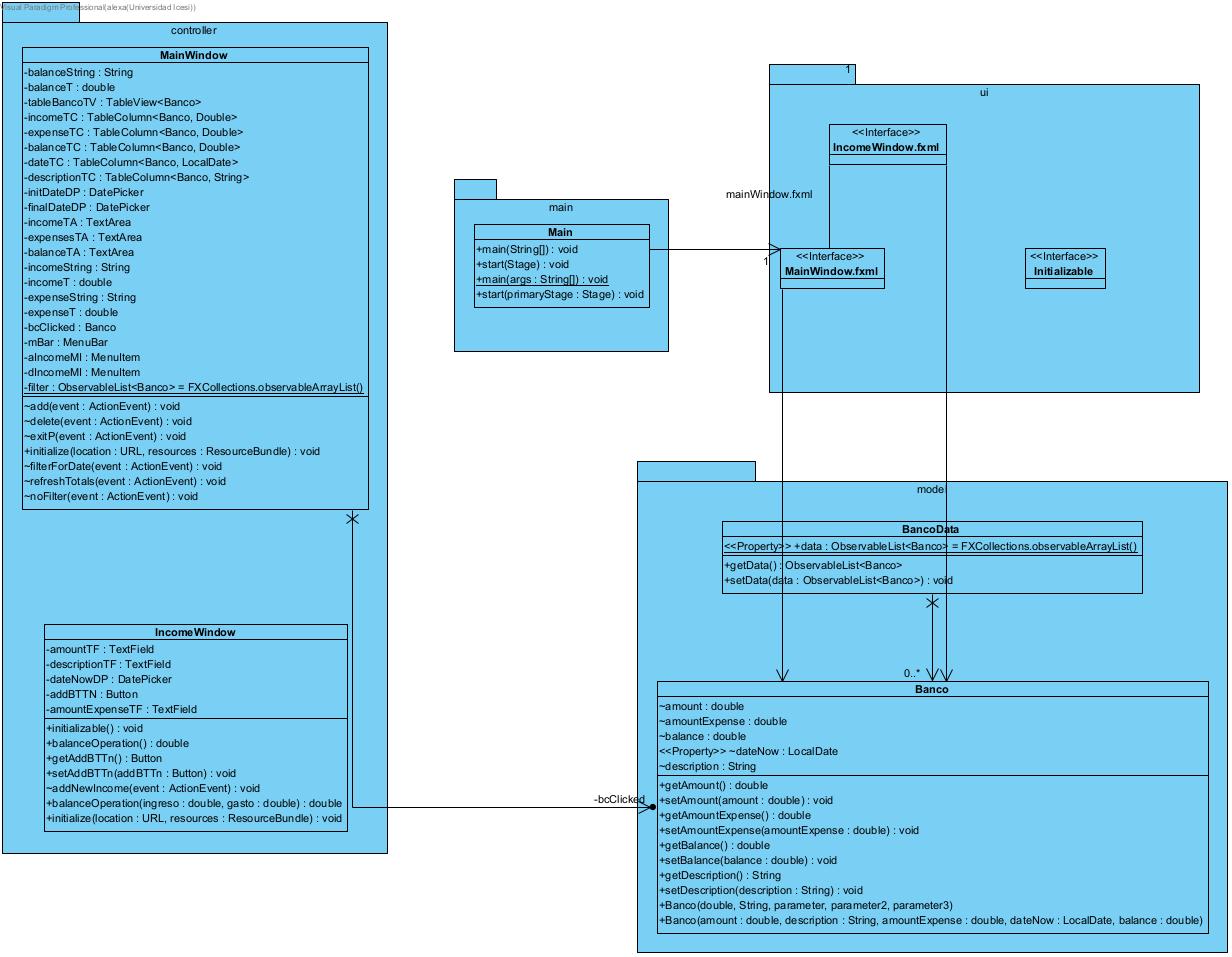 Visual Paradigm Professional(alexa(Universidad Icesi))
controller
MainWindow
-balanceString : String
-balanceT : double
-tableBancoTV : TableView<Banco>
-incomeTC : TableColumn<Banco, Double>
-expenseTC : TableColumn<Banco, Double>
-balanceTC : TableColumn<Banco, Double>
-dateTC : TableColumn<Banco, LocalDate>
-descriptionTC : TableColumn<Banco, String>
-initDateDP : DatePicker
-finalDateDP : DatePicker
-incomeTA : TextArea
-expensesTA : TextArea
-balanceTA : TextArea
-incomeString : String
-incomeT : double
-expenseString : String
-expenseT : double
-bcClicked : Banco
-mBar : MenuBar
-aIncomeMI : MenuItem
-dIncomeMI : MenuItem
-filter : ObservableList<Banco> = FXCollections.observableArrayList()
~add(event : ActionEvent) : void
~delete(event : ActionEvent) : void
~exitP(event : ActionEvent) : void
+initialize(location : URL, resources : ResourceBundle) : void
~filterForDate(event : ActionEvent) : void
~refreshTotals(event : ActionEvent) : void
~noFilter(event : ActionEvent) : void
IncomeWindow
-amountTF : TextField
-descriptionTF : TextField
-dateNowDP : DatePicker
-addBTTN : Button
-amountExpenseTF : TextField
+initializable() : void
+balanceOperation() : double
+getAddBTTn() : Button
+setAddBTTn(addBTTn : Button) : void
~addNewIncome(event : ActionEvent) : void
+balanceOperation(ingreso : double, gasto : double) : double
+initialize(location : URL, resources : ResourceBundle) : void
main
Main
+main(String[]) : void
+start(Stage) : void
+main(args : String[]) : void
+start(primaryStage : Stage) : void
1
ui
<<Interface>>
IncomeWindow.fxml
mainWindow.fxml
1
<<Interface>>
MainWindow.fxml
<<Interface>>
Initializable
model
BancoData
<<Property>> +data : ObservableList<Banco> = FXCollections.observableArrayList()
+getData() : ObservableList<Banco>
+setData(data : ObservableList<Banco>) : void
0..*
-bcClicked
Banco
~amount : double
~amountExpense : double
~balance : double
<<Property>> ~dateNow : LocalDate
~description : String
+getAmount() : double
+setAmount(amount : double) : void
+getAmountExpense() : double
+setAmountExpense(amountExpense : double) : void
+getBalance() : double
+setBalance(balance : double) : void
+getDescription() : String
+setDescription(description : String) : void
+Banco(double, String, parameter, parameter2, parameter3)
+Banco(amount : double, description : String, amountExpense : double, dateNow : LocalDate, balance : double)